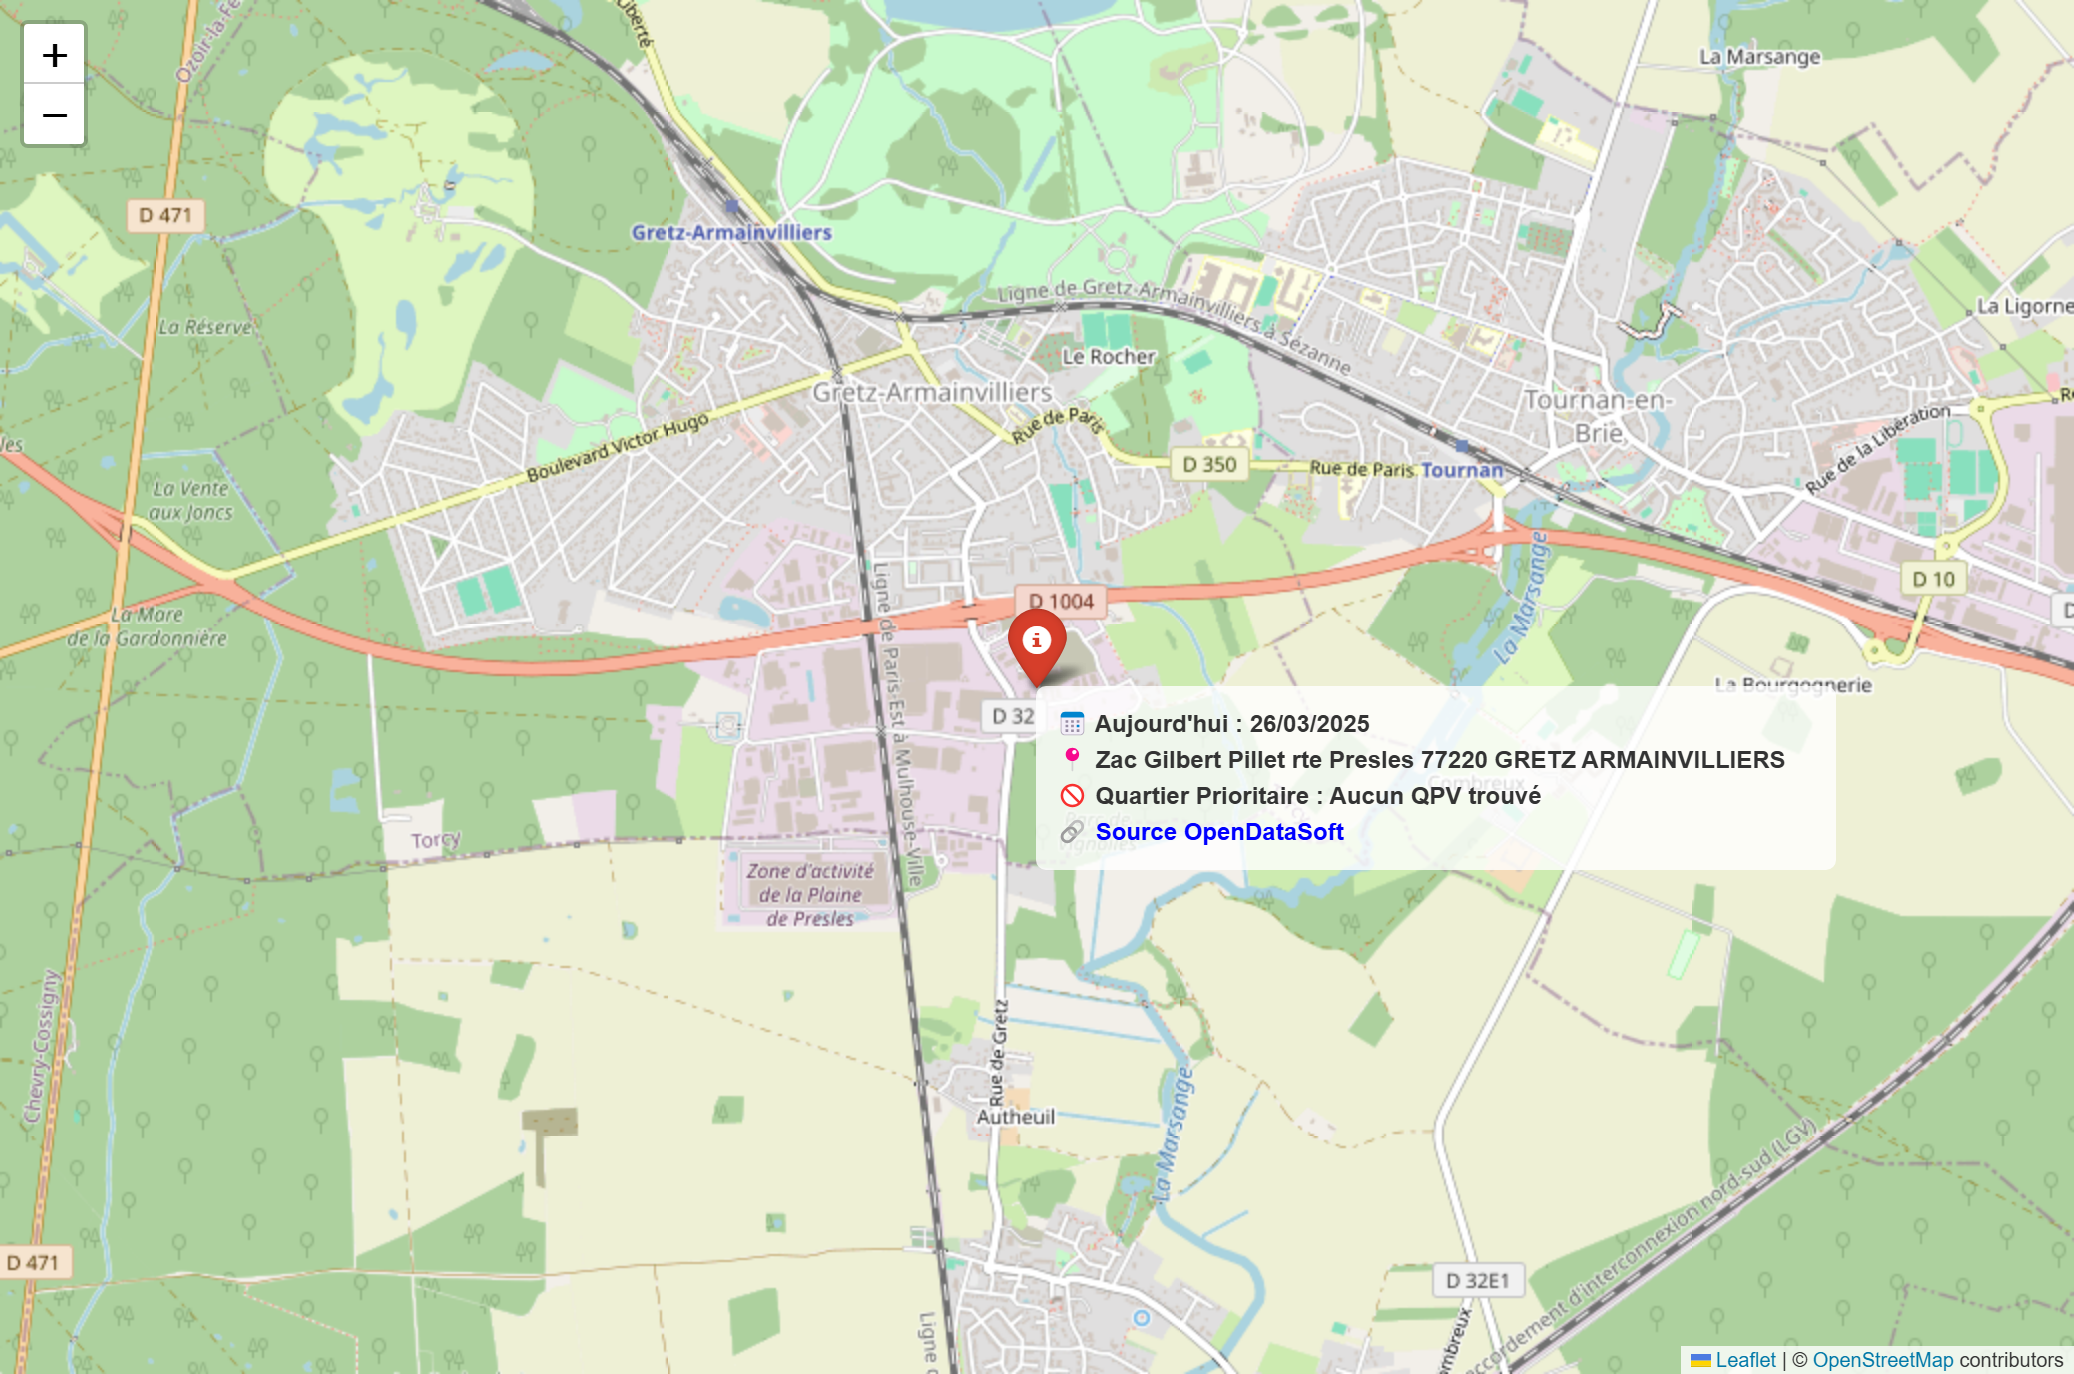 +
−
Ozoir-la-Fe
Liberté
La Marsange
D 471
Gretz-Armainvilliers
La Réserve
Ligne de Gretz-Armainvilliers à Sézanne
La Ligorne
Le Rocher
Gretz-Armainvilliers
Tournan-en-
Brie
Rue de Paris
Boulevard Victor Hugo
D 350
Rue de Paris
Tournan
Rue de la Libération
les
La Vente
aux Joncs
La Marsange
D 10
D 1004
La Mare
de la Gardonnière
Ligne de Paris-Est à Mulhouse-Ville
La Bourgognerie
D 32
Aujourd'hui : 26/03/2025
Zac Gilbert Pillet rte Presles 77220 GRETZ ARMAINVILLIERS
Combreux
Quartier Prioritaire : Aucun QPV trouvé
Source OpenDataSoft
Torcy
Zone d'activité
de la Plaine
de Presles
Chevry-Cossigny
Rue de Gretz
Autheuil
La Marsange
D 471
D 32E1
accordement d'interconnexion nord-sud (LGV)
Ligne d
ombreux
Leaflet | © OpenStreetMap contributors